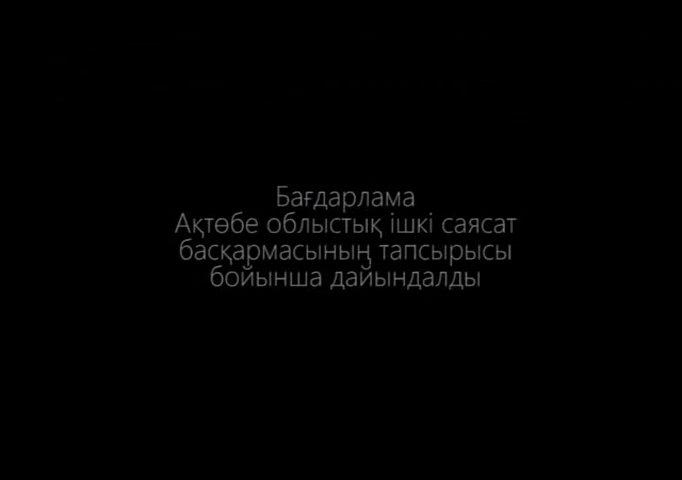 Бағдарлама
Ақтөбе облыстық ішкі саясат
басқармасының тапсырысы
бойынша дайындалды